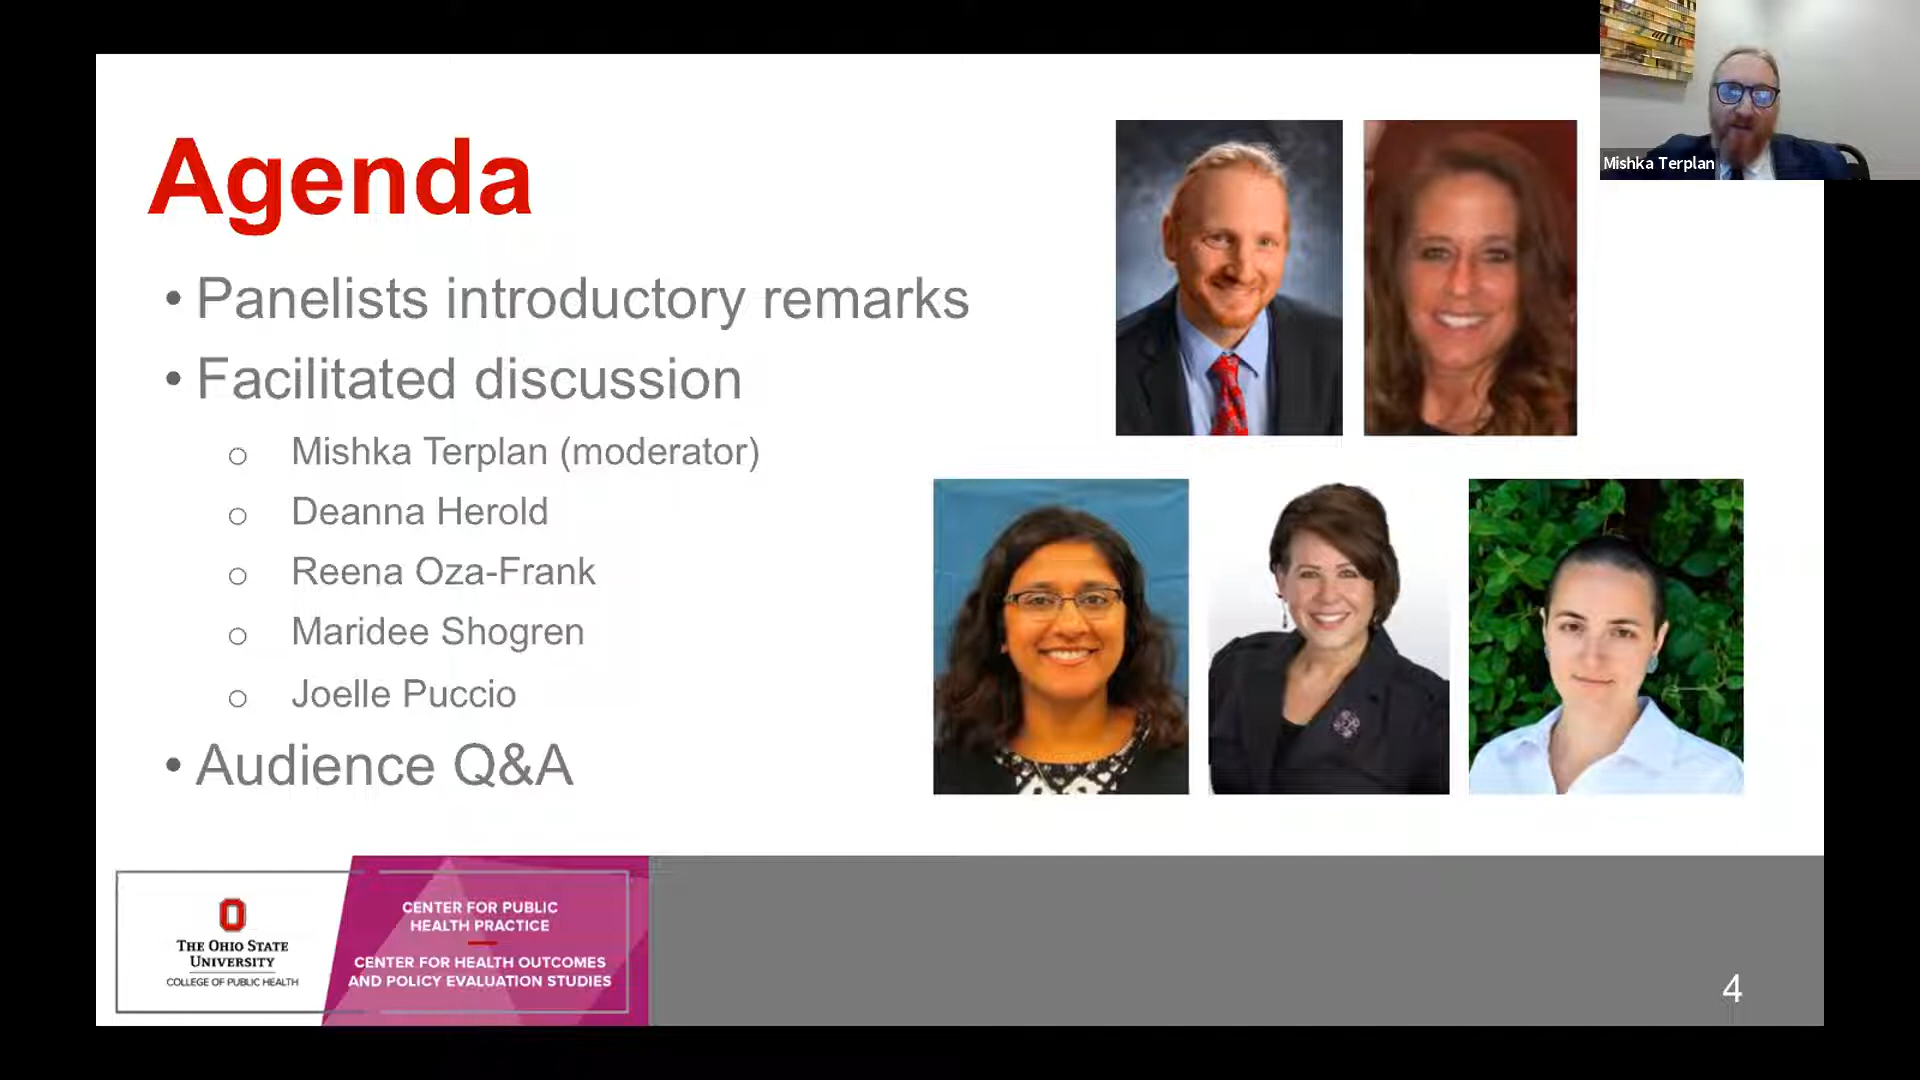 Agenda
• Panelists introductory remarks
• Facilitated discussion
o Mishka Terplan (moderator)
o Deanna Herold
o Reena Oza-Frank
o Maridee Shogren
o Joelle Puccio
• Audience Q&A
Mishka Terplan
THE OHIO STATE
UNIVERSITY
COLLEGE OF PUBLIC HEALTH
CENTER FOR PUBLIC
HEALTH PRACTICE
CENTER FOR HEALTH OUTCOMES
AND POLICY EVALUATION STUDIES
4